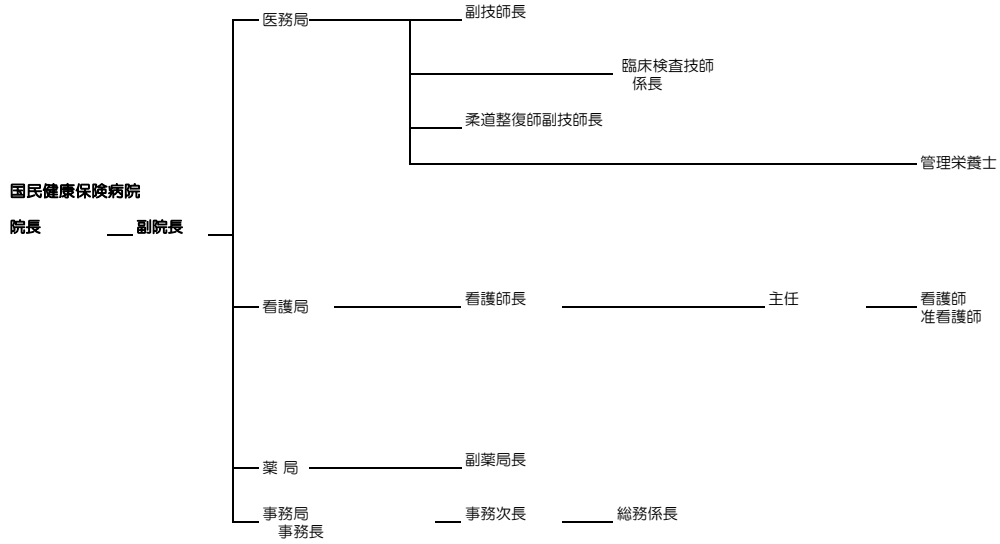 医務局
副技師長
臨床検査技師
係長
柔道整復師副技師長
管理栄養士
国民健康保険病院
院長
副院長
看護局
看護師長
主任
看護師
准看護師
薬 局
副薬局長
事務局
事務長
事務次長
総務係長